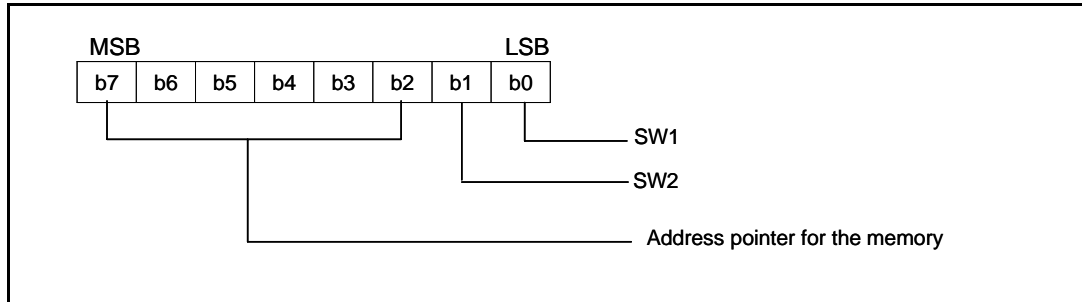 MSB LSB
b7 b6 b5 b4 b3 b2 b1 b0
SW1
SW2
Address pointer for the memory